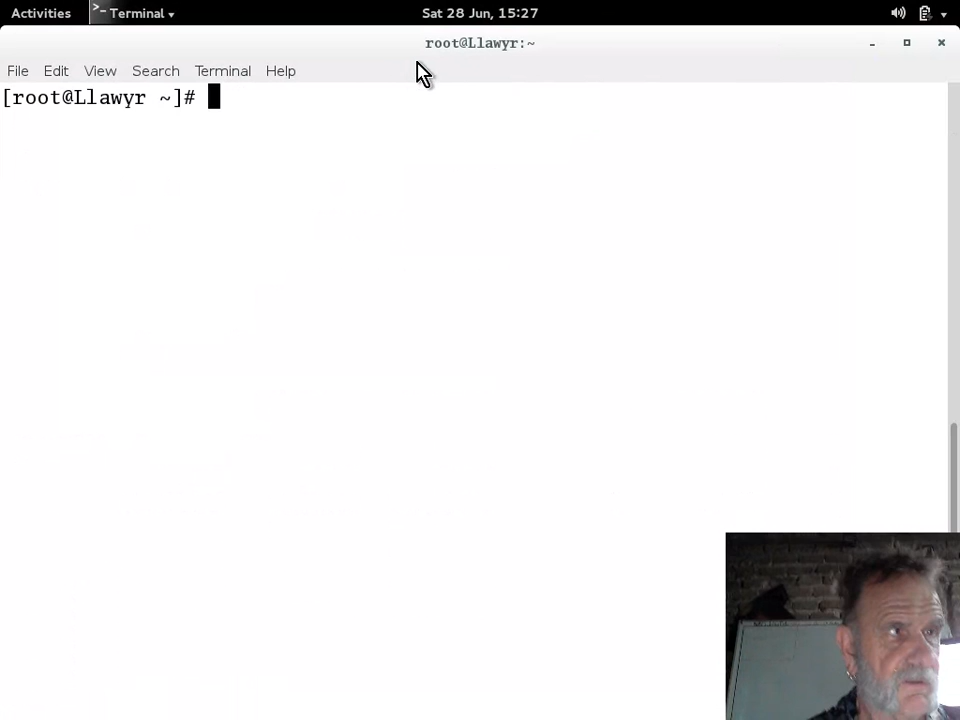 Activities Terminal Sat 28 Jun, 15:27
root@Llawyr:~
File Edit View Search Terminal Help
[root@Llawyr ~]#